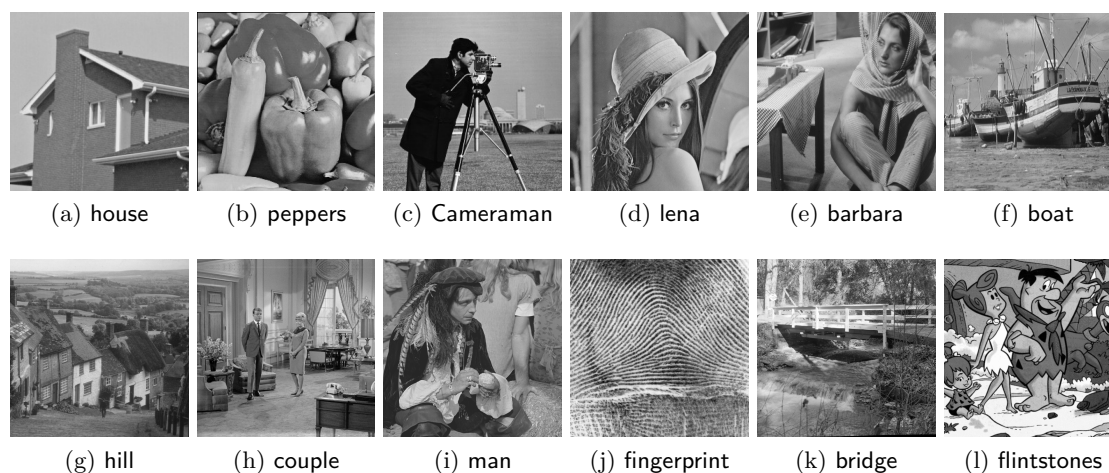 (a) house (b) peppers (c) Cameraman (d) lena (e) barbara (f) boat
(g) hill (h) couple (i) man (j) fingerprint (k) bridge (l) flintstones